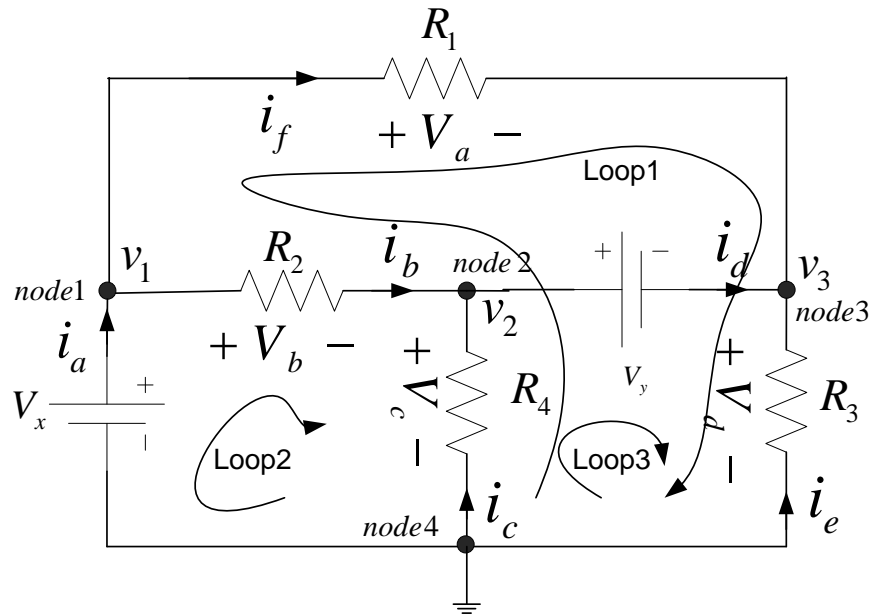 R1
if
+ Va −
Loop1
v1
R2
ib
node 2
+ −
id
v3
node1
node3
ia
+ Vb −
v2
+ Vc −
R4
Vy
+ Vd −
R3
Vx
+
−
Loop2
Loop3
node4
ic
ie